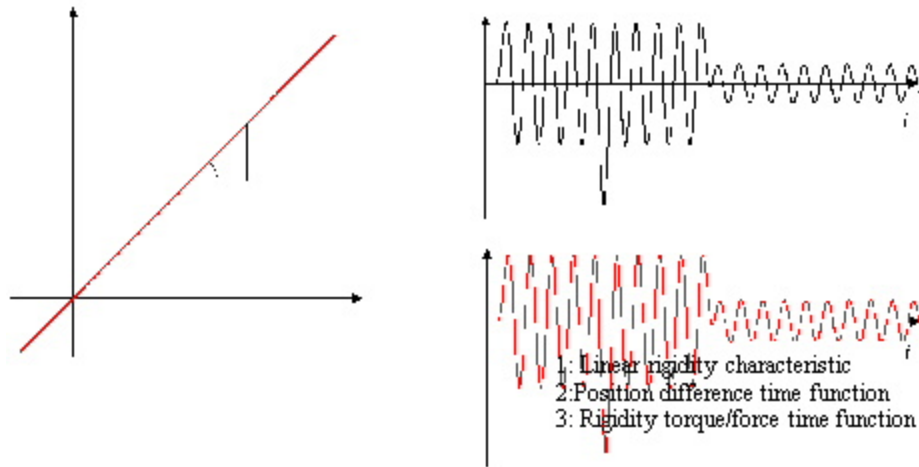 i
i
1: Linear rigidity characteristic
2:Position difference time function
3: Rigidity torque/force time function